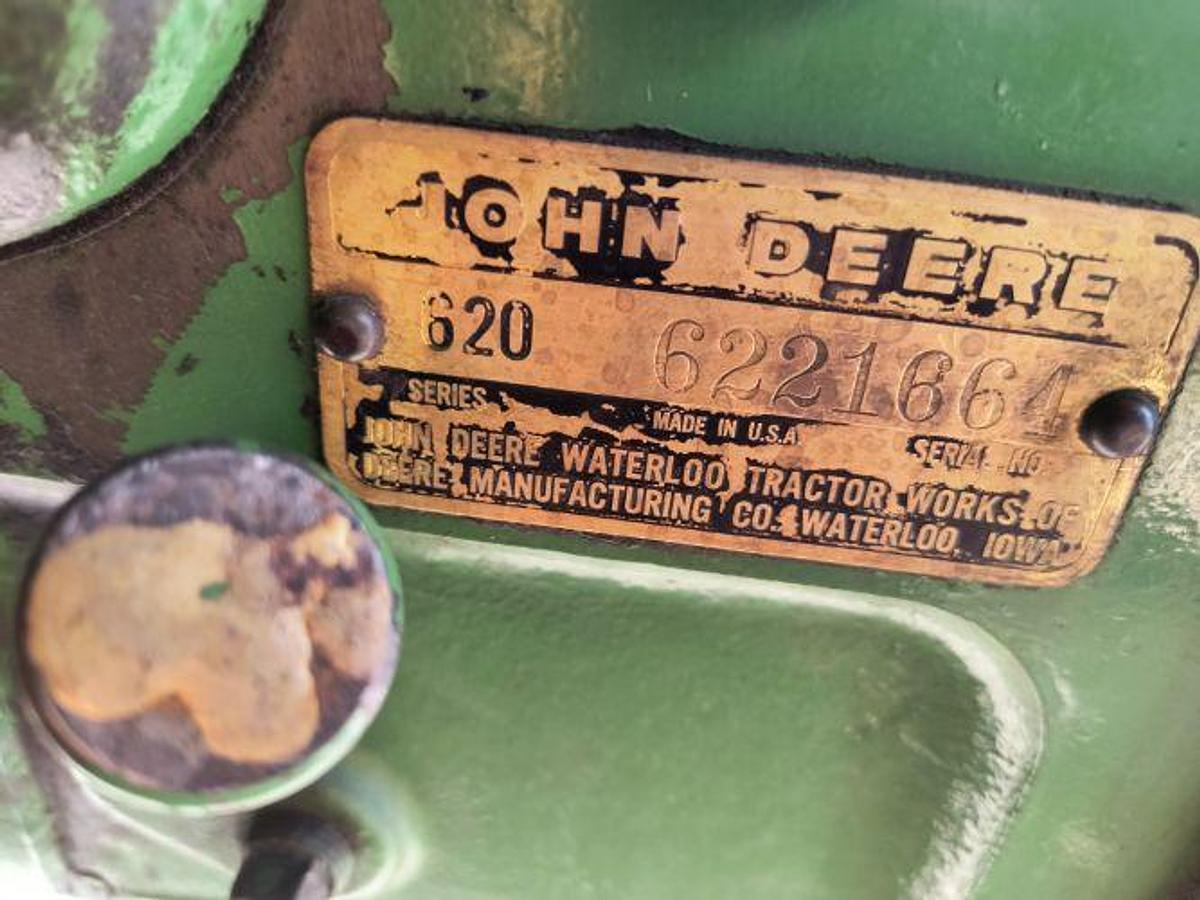 JOHN DEERE
620 6221664
SERIES MADE IN U.S.A SERIAL NO
JOHN DEERE WATERLOO TRACTOR WORKS OF
DEERE MANUFACTURING CO. WATERLOO, IOWA